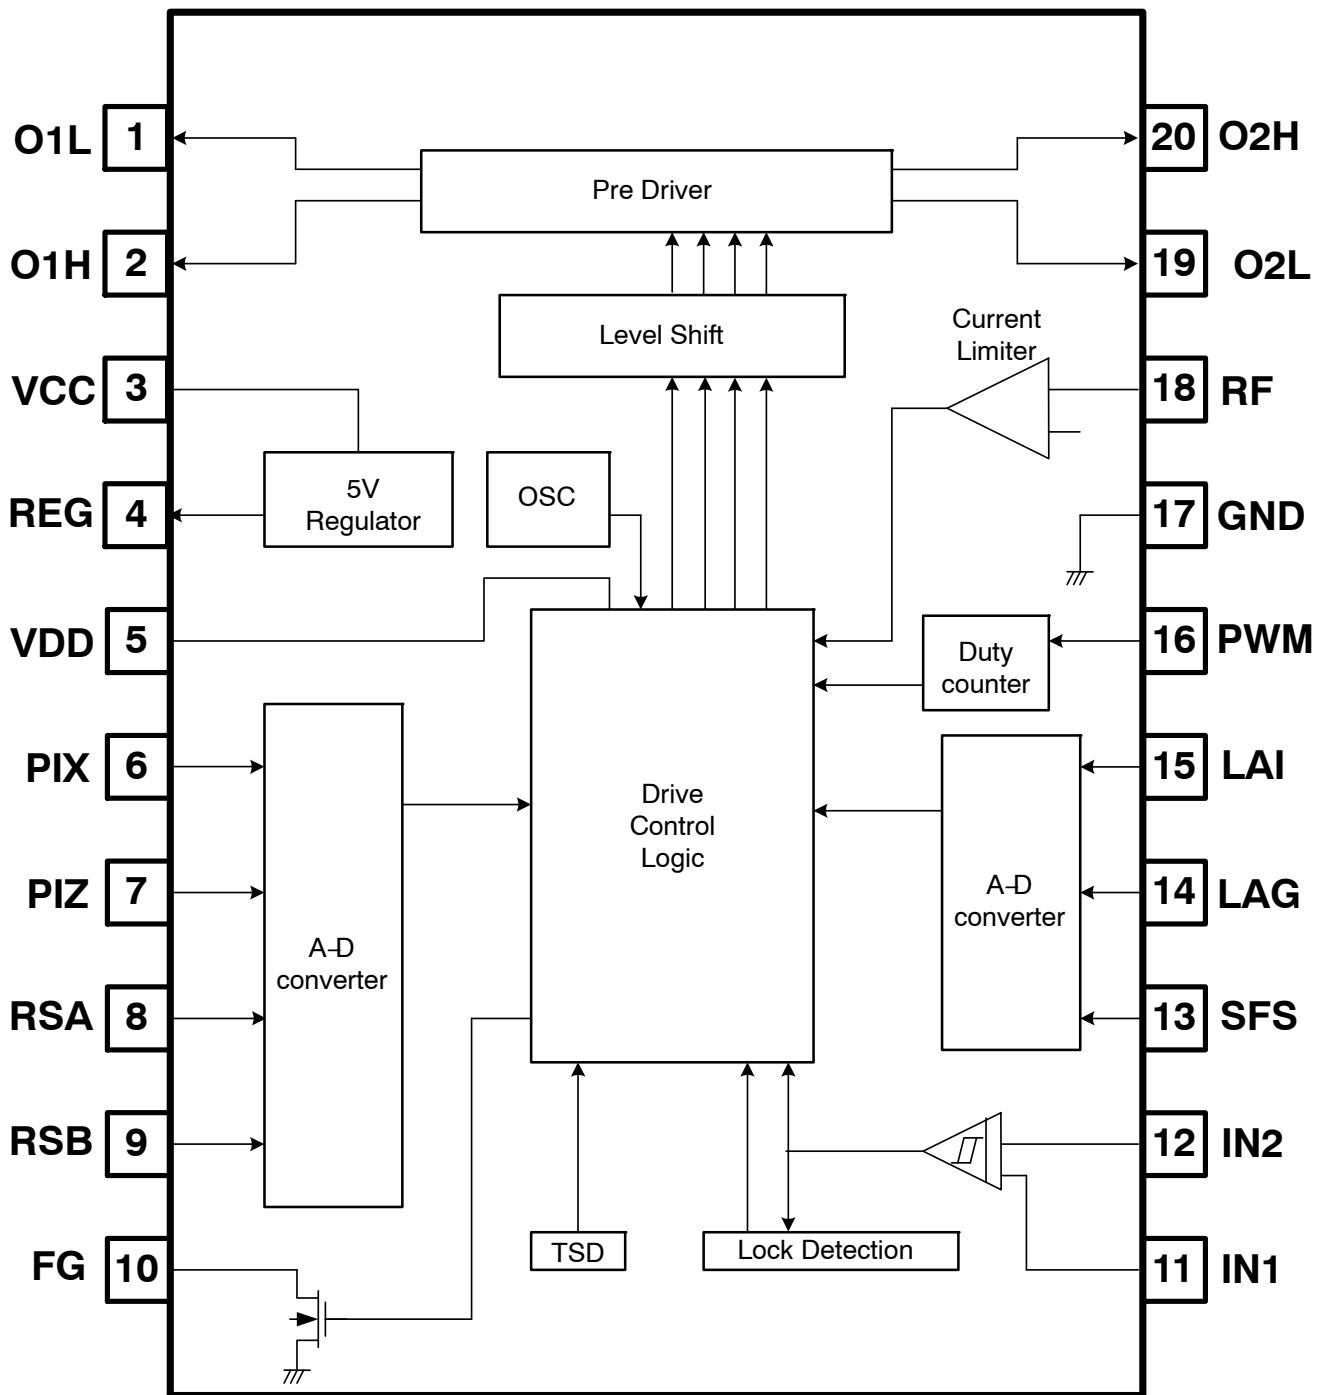 O1L 1
20 O2H
Pre Driver
O1H 2
19 O2L
Level Shift
Current
Limiter
VCC 3
18 RF
REG 4
5V
Regulator
OSC
17 GND
VDD 5
16 PWM
Duty
counter
PIX 6
15 LAI
Drive
Control
Logic
PIZ 7
14 LAG
A–D
converter
A–D
converter
RSA 8
13 SFS
RSB 9
12 IN2
TSD
Lock Detection
FG 10
11 IN1